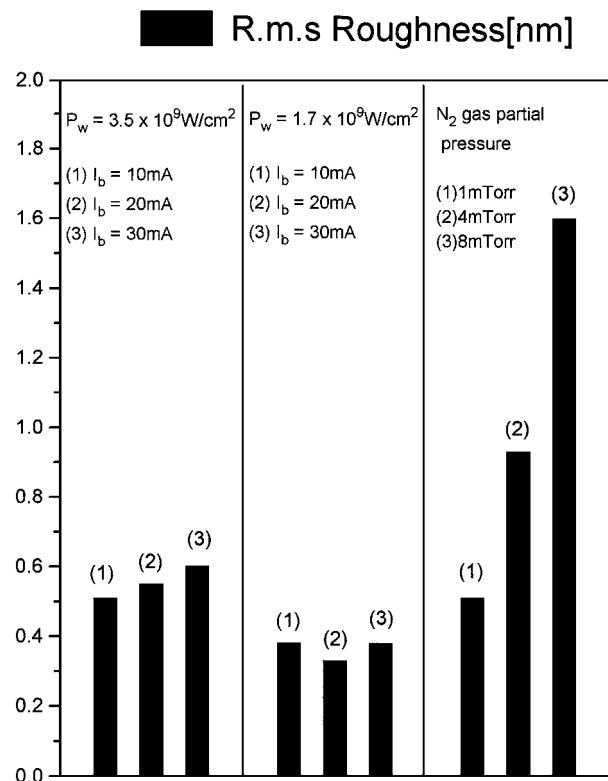 R.m.s Roughness[nm]
2.0
1.8
1.6
1.4
1.2
1.0
0.8
0.6
0.4
0.2
0.0
P_w = 3.5 x 10^9W/cm^2
(1) I_b = 10mA
(2) I_b = 20mA
(3) I_b = 30mA
(1)
(2)
(3)
P_w = 1.7 x 10^9W/cm^2
(1) I_b = 10mA
(2) I_b = 20mA
(3) I_b = 30mA
(1)
(2)
(3)
N_2 gas partial
pressure
(1)1mTorr
(2)4mTorr
(3)8mTorr
(1)
(2)
(3)